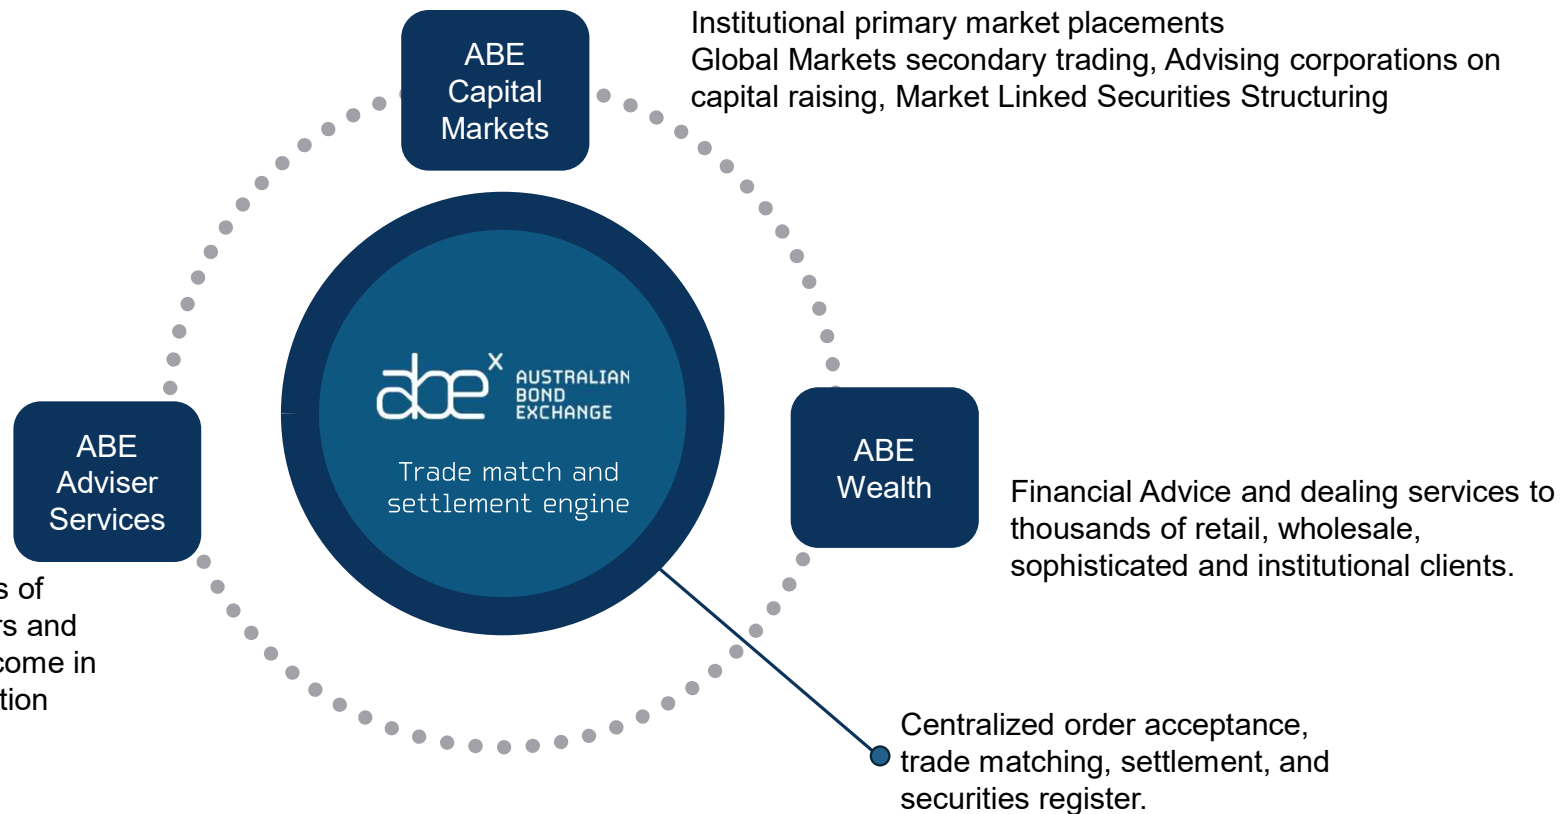 ABE
Capital
Markets
Institutional primary market placements
Global Markets secondary trading, Advising corporations on
capital raising, Market Linked Securities Structuring
abe x AUSTRALIAN
BOND
EXCHANGE
Trade match and
settlement engine
ABE
Adviser
Services
s of
rs and
come in
tion
ABE
Wealth
Financial Advice and dealing services to
thousands of retail, wholesale,
sophisticated and institutional clients.
Centralized order acceptance,
trade matching, settlement, and
securities register.